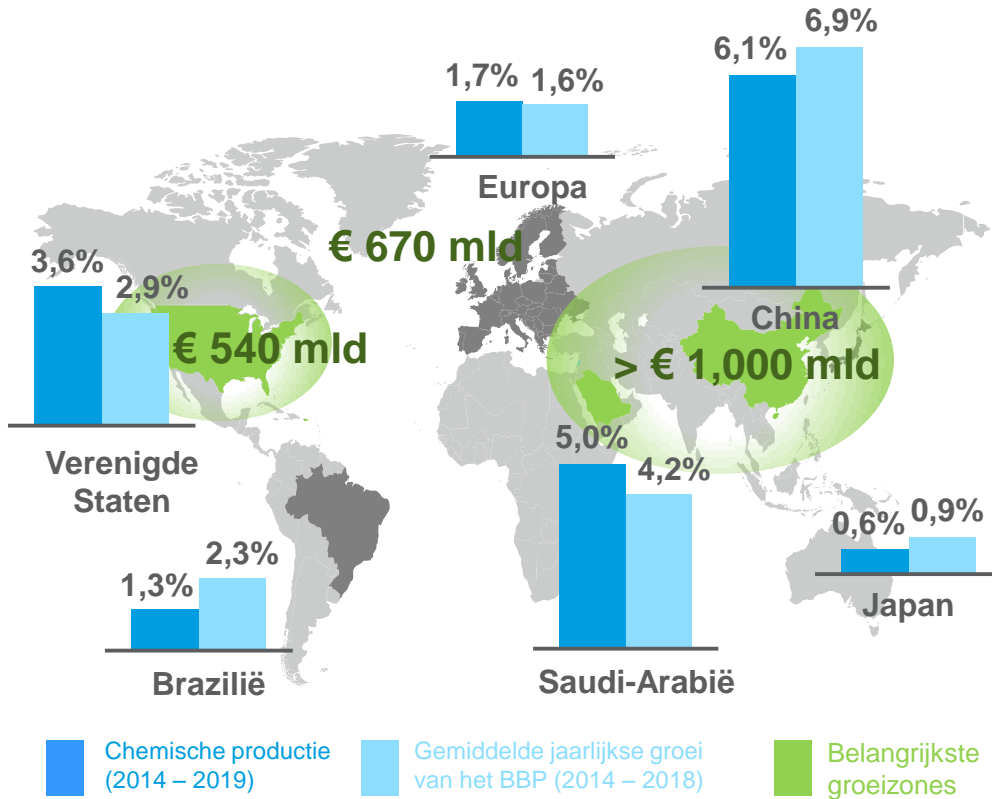 6,9%
6,1%
1,7%
1,6%
Europa
€ 670 mld
3,6%
2,9%
€ 540 mld
China
> € 1,000 mld
Verenigde
Staten
5,0%
4,2%
0,6%
0,9%
Japan
2,3%
1,3%
Brazilië
Saudi-Arabië
Chemische productie
(2014 – 2019)
Gemiddelde jaarlijkse groei
van het BBP (2014 – 2018)
Belangrijkste
groeizones